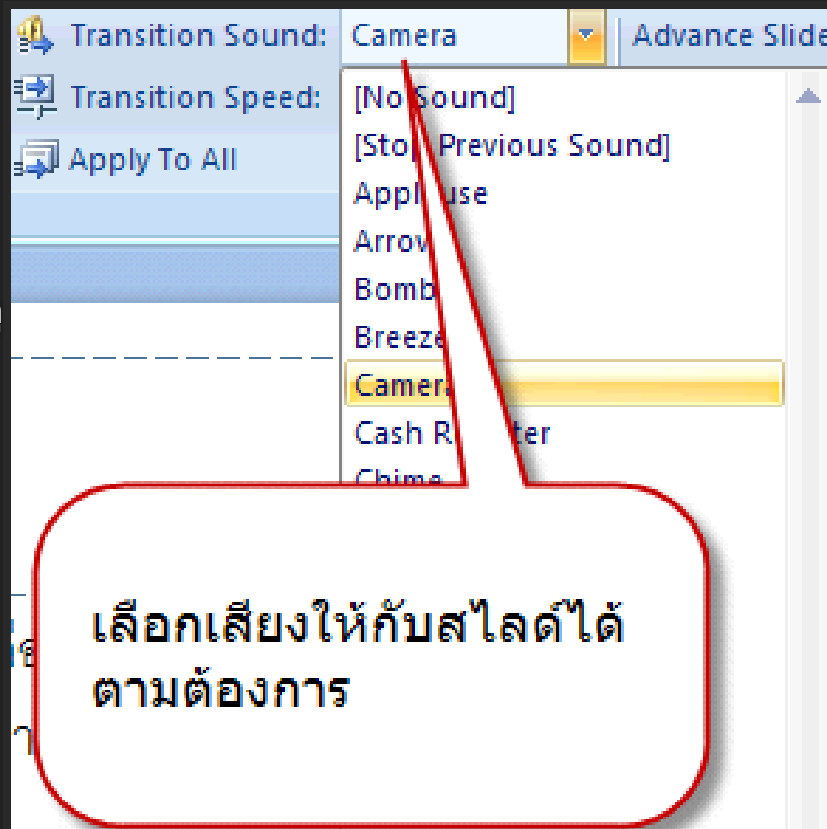 Transition Sound: Camera Advance Slide
Transition Speed: [No Sound]
[Stop Previous Sound]
Apply To All
Applause
Arrow
Bomb
Breeze
Camera
Cash Register
Chime
เลือกเสียงให้กับสไลด์ได้
ตามต้องการ